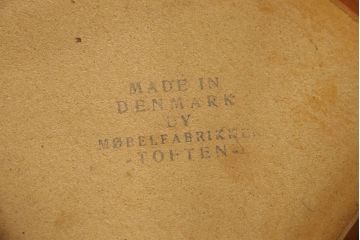 MADE IN
DENMARK
BY
MØBELFABRIKKEN
-TOFTEN-